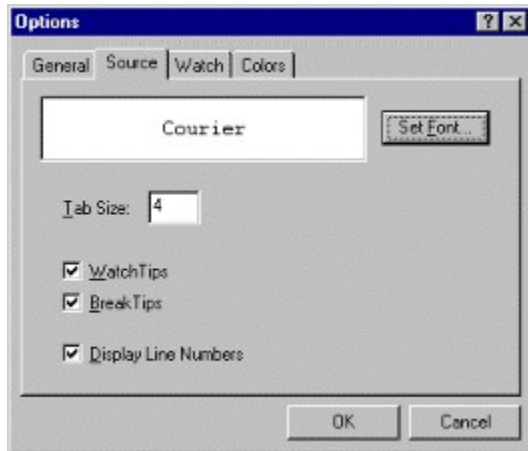 Options
General Source Watch Colors
Courier Set Font...
Tab Size: 4
WatchTips
BreakTips
Display Line Numbers
OK Cancel